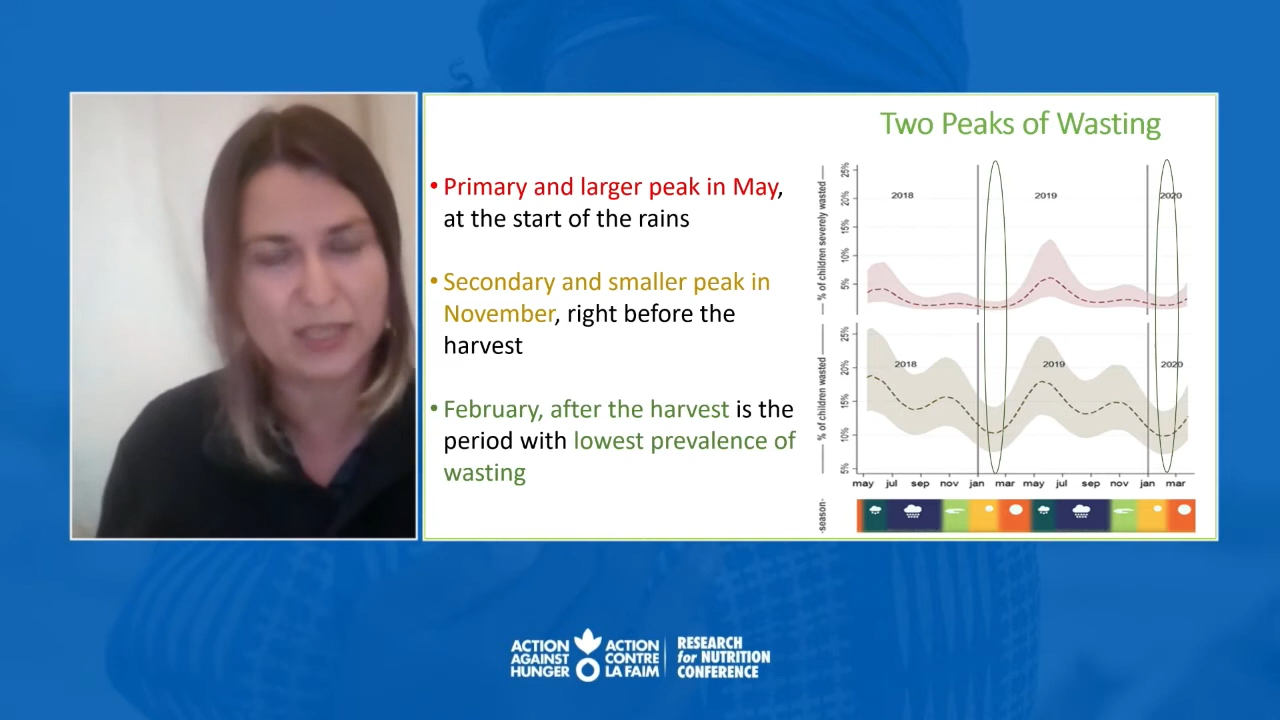 Two Peaks of Wasting
• Primary and larger peak in May,
at the start of the rains
• Secondary and smaller peak in
November, right before the
harvest
• February, after the harvest is the
period with lowest prevalence of
wasting
% of children severely wasted
25%
20%
15%
10%
5%
2018
2019
2020
% of children wasted
25%
20%
15%
10%
5%
2018
2019
2020
may jul sep nov jan mar may jul sep nov jan mar
season-
ACTION
AGAINST
HUNGER
ACTION
CONTRE
LA FAIM
RESEARCH
for NUTRITION
CONFERENCE